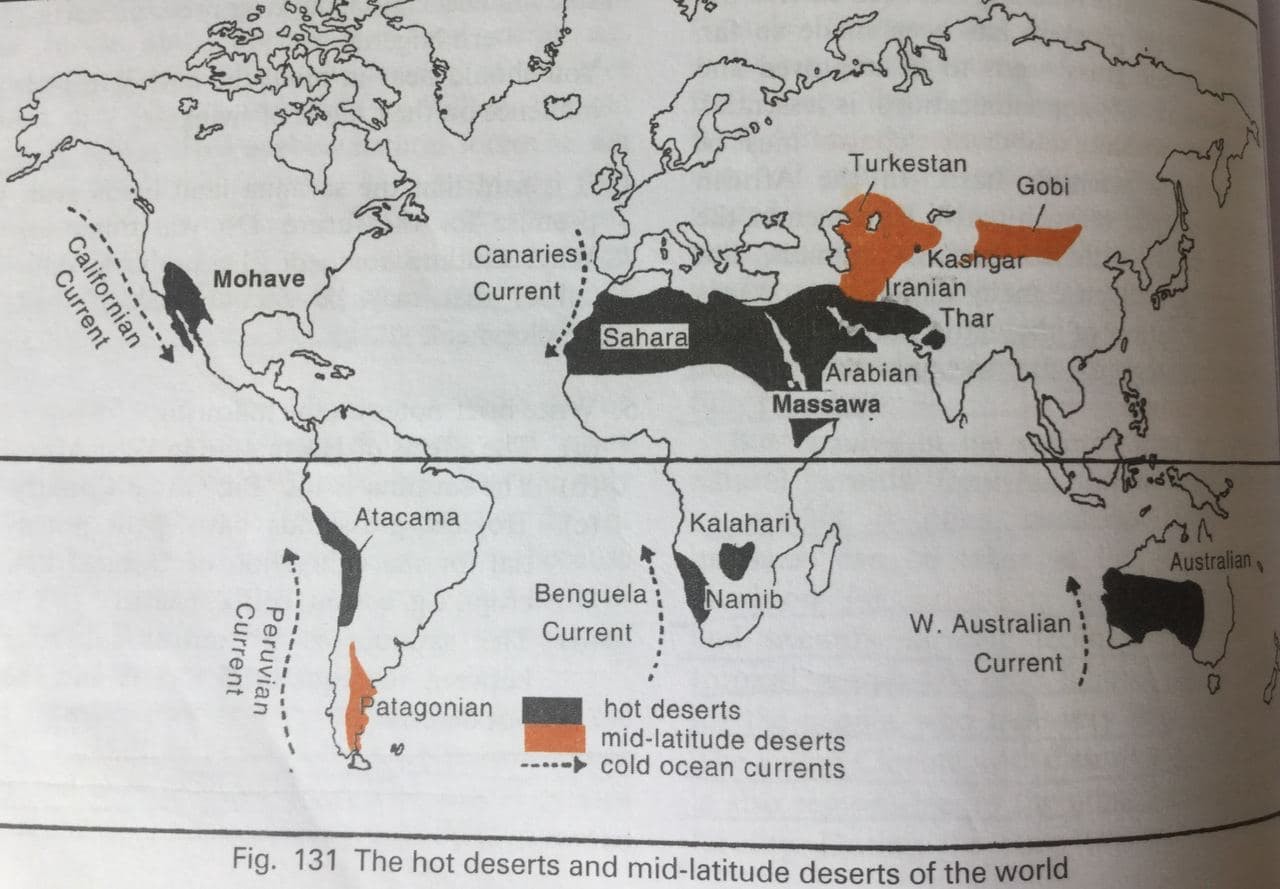 Turkestan
Gobi
Californian
Current
Mohave
Canaries
Current
Kashgar
Iranian
Sahara
Thar
Arabian
Massawa
Atacama
Kalahari
Australian
Peruvian
Current
Benguela
Current
Namib
W. Australian
Current
Patagonian
hot deserts
mid-latitude deserts
cold ocean currents
Fig. 131 The hot deserts and mid-latitude deserts of the world